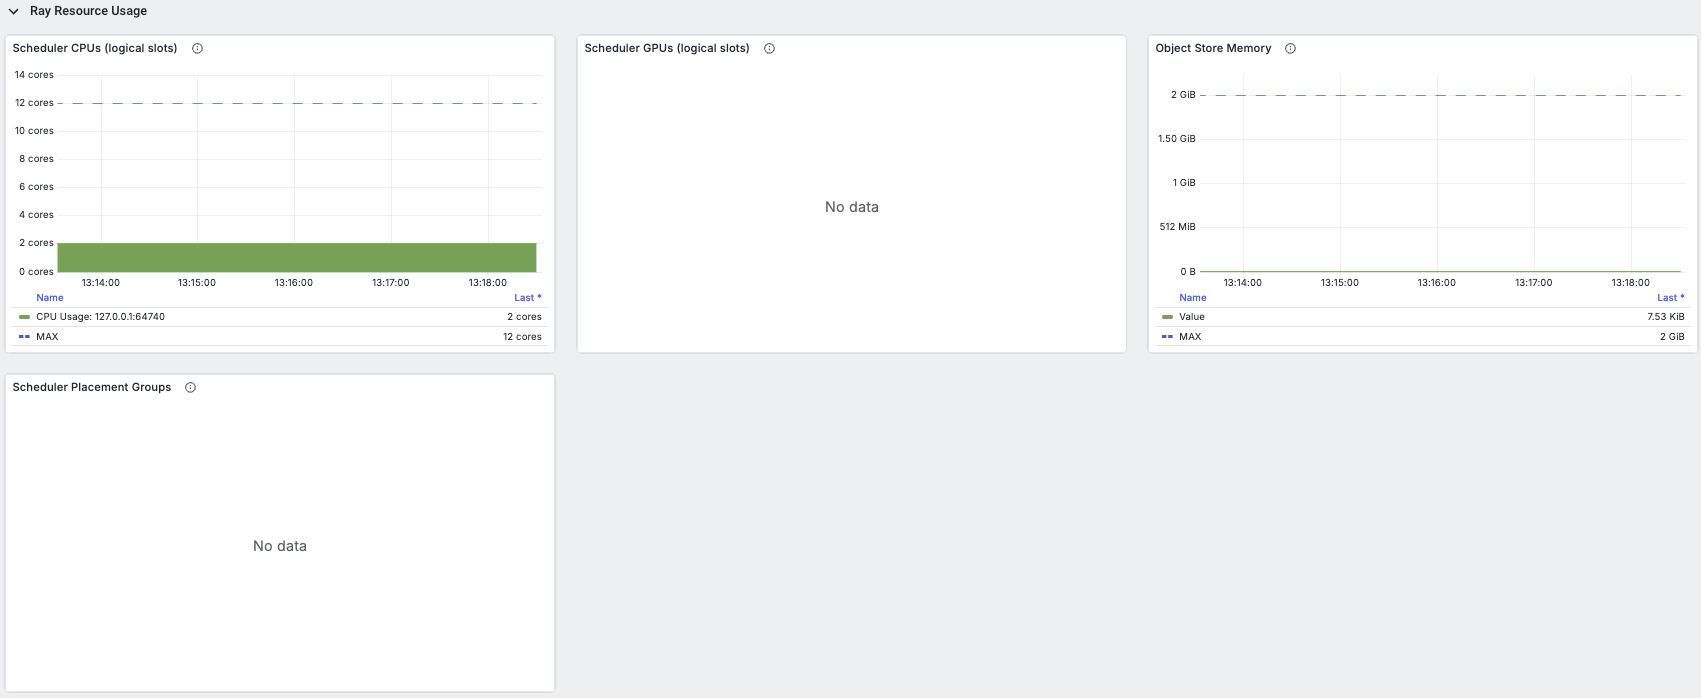 Ray Resource Usage
Scheduler CPUs (logical slots)
14 cores
12 cores
10 cores
8 cores
6 cores
4 cores
2 cores
0 cores
13:14:00 13:15:00 13:16:00 13:17:00 13:18:00
Name Last *
CPU Usage: 127.0.0.1:64740 2 cores
MAX 12 cores
Scheduler GPUs (logical slots)
No data
Object Store Memory
2 GiB
1.50 GiB
1 GiB
512 MiB
0 B
13:14:00 13:15:00 13:16:00 13:17:00 13:18:00
Name Last *
Value 7.53 KiB
MAX 2 GiB
Scheduler Placement Groups
No data